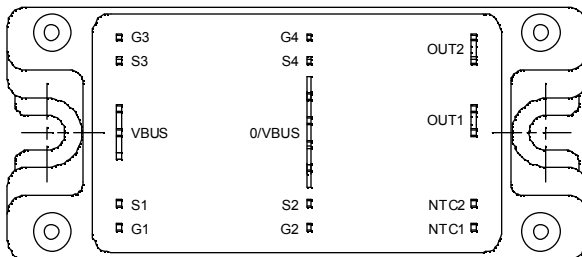 G3 G4
OUT2
S3 S4
VBUS 0/VBUS OUT1
S1 S2 NTC2
G1 G2 NTC1